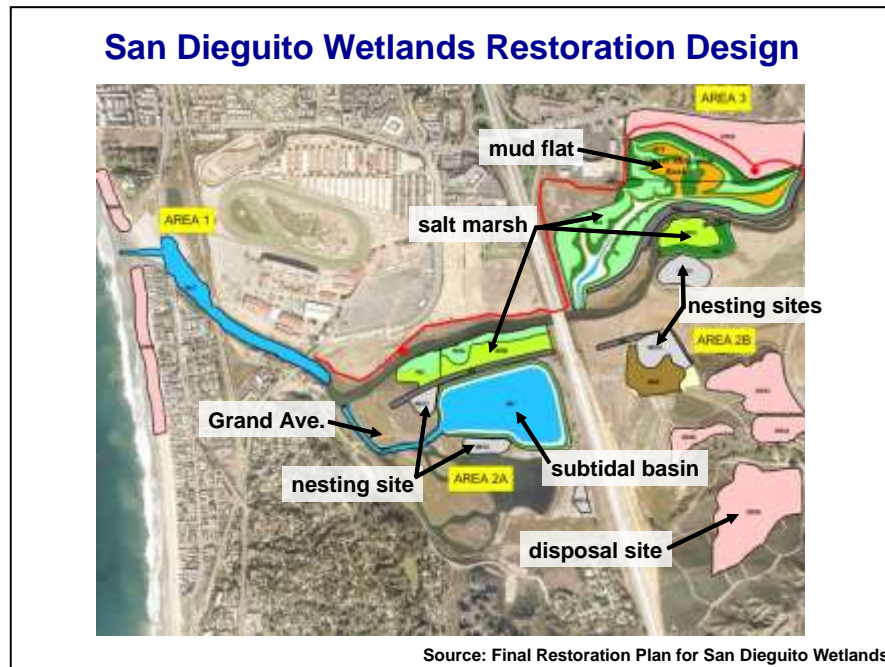 San Dieguito Wetlands Restoration Design
AREA 3
mud flat
AREA 1
salt marsh
nesting sites
AREA 2B
Grand Ave.
nesting site
AREA 2A
subtidal basin
disposal site
Source: Final Restoration Plan for San Dieguito Wetlands